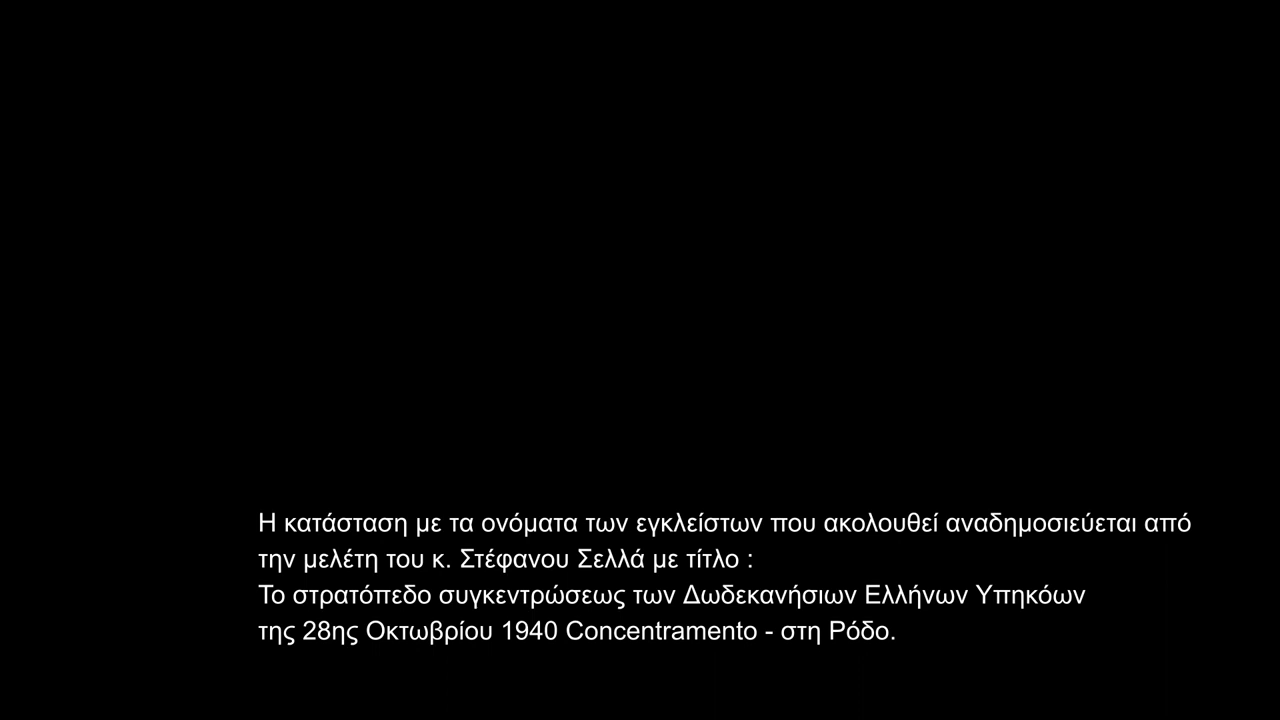 Η κατάσταση με τα ονόματα των εγκλείστων που ακολουθεί αναδημοσιεύεται από
την μελέτη του κ. Στέφανου Σελλά με τίτλο :
Το στρατόπεδο συγκεντρώσεως των Δωδεκανήσιων Ελλήνων Υπηκόων
της 28ης Οκτωβρίου 1940 Concentramento - στη Ρόδο.